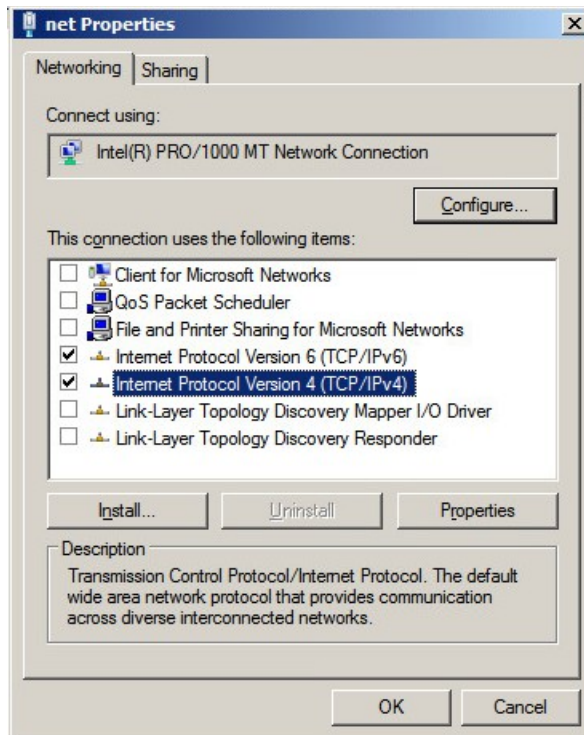 net Properties
Networking
Sharing
Connect using:
Intel(R) PRO/1000 MT Network Connection
Configure...
This connection uses the following items:
Client for Microsoft Networks
QoS Packet Scheduler
File and Printer Sharing for Microsoft Networks
Internet Protocol Version 6 (TCP/IPv6)
Internet Protocol Version 4 (TCP/IPv4)
Link-Layer Topology Discovery Mapper I/O Driver
Link-Layer Topology Discovery Responder
Install...
Uninstall
Properties
Description
Transmission Control Protocol/Internet Protocol. The default
wide area network protocol that provides communication
across diverse interconnected networks.
OK
Cancel